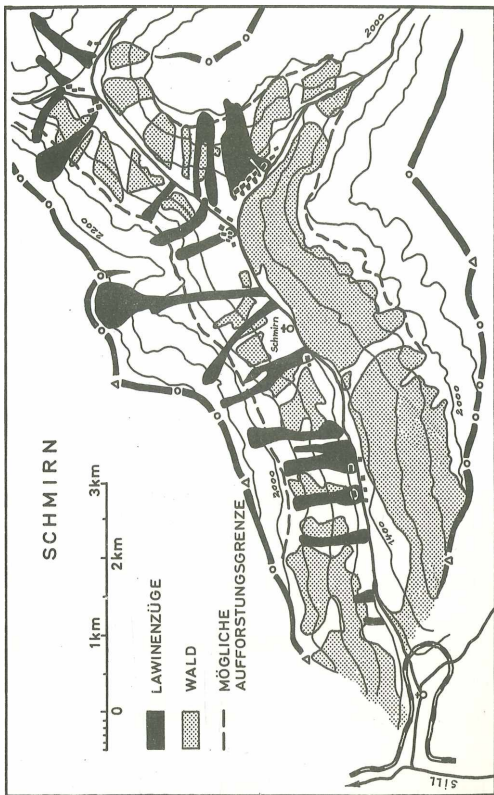 SCHMIRN
0 1km 2km 3km
LAWINENZÜGE
WALD
MÖGLICHE
AUFFORSTUNGSGRENZE
2000
2200
Schmirn
2000
2000
1400
SILL